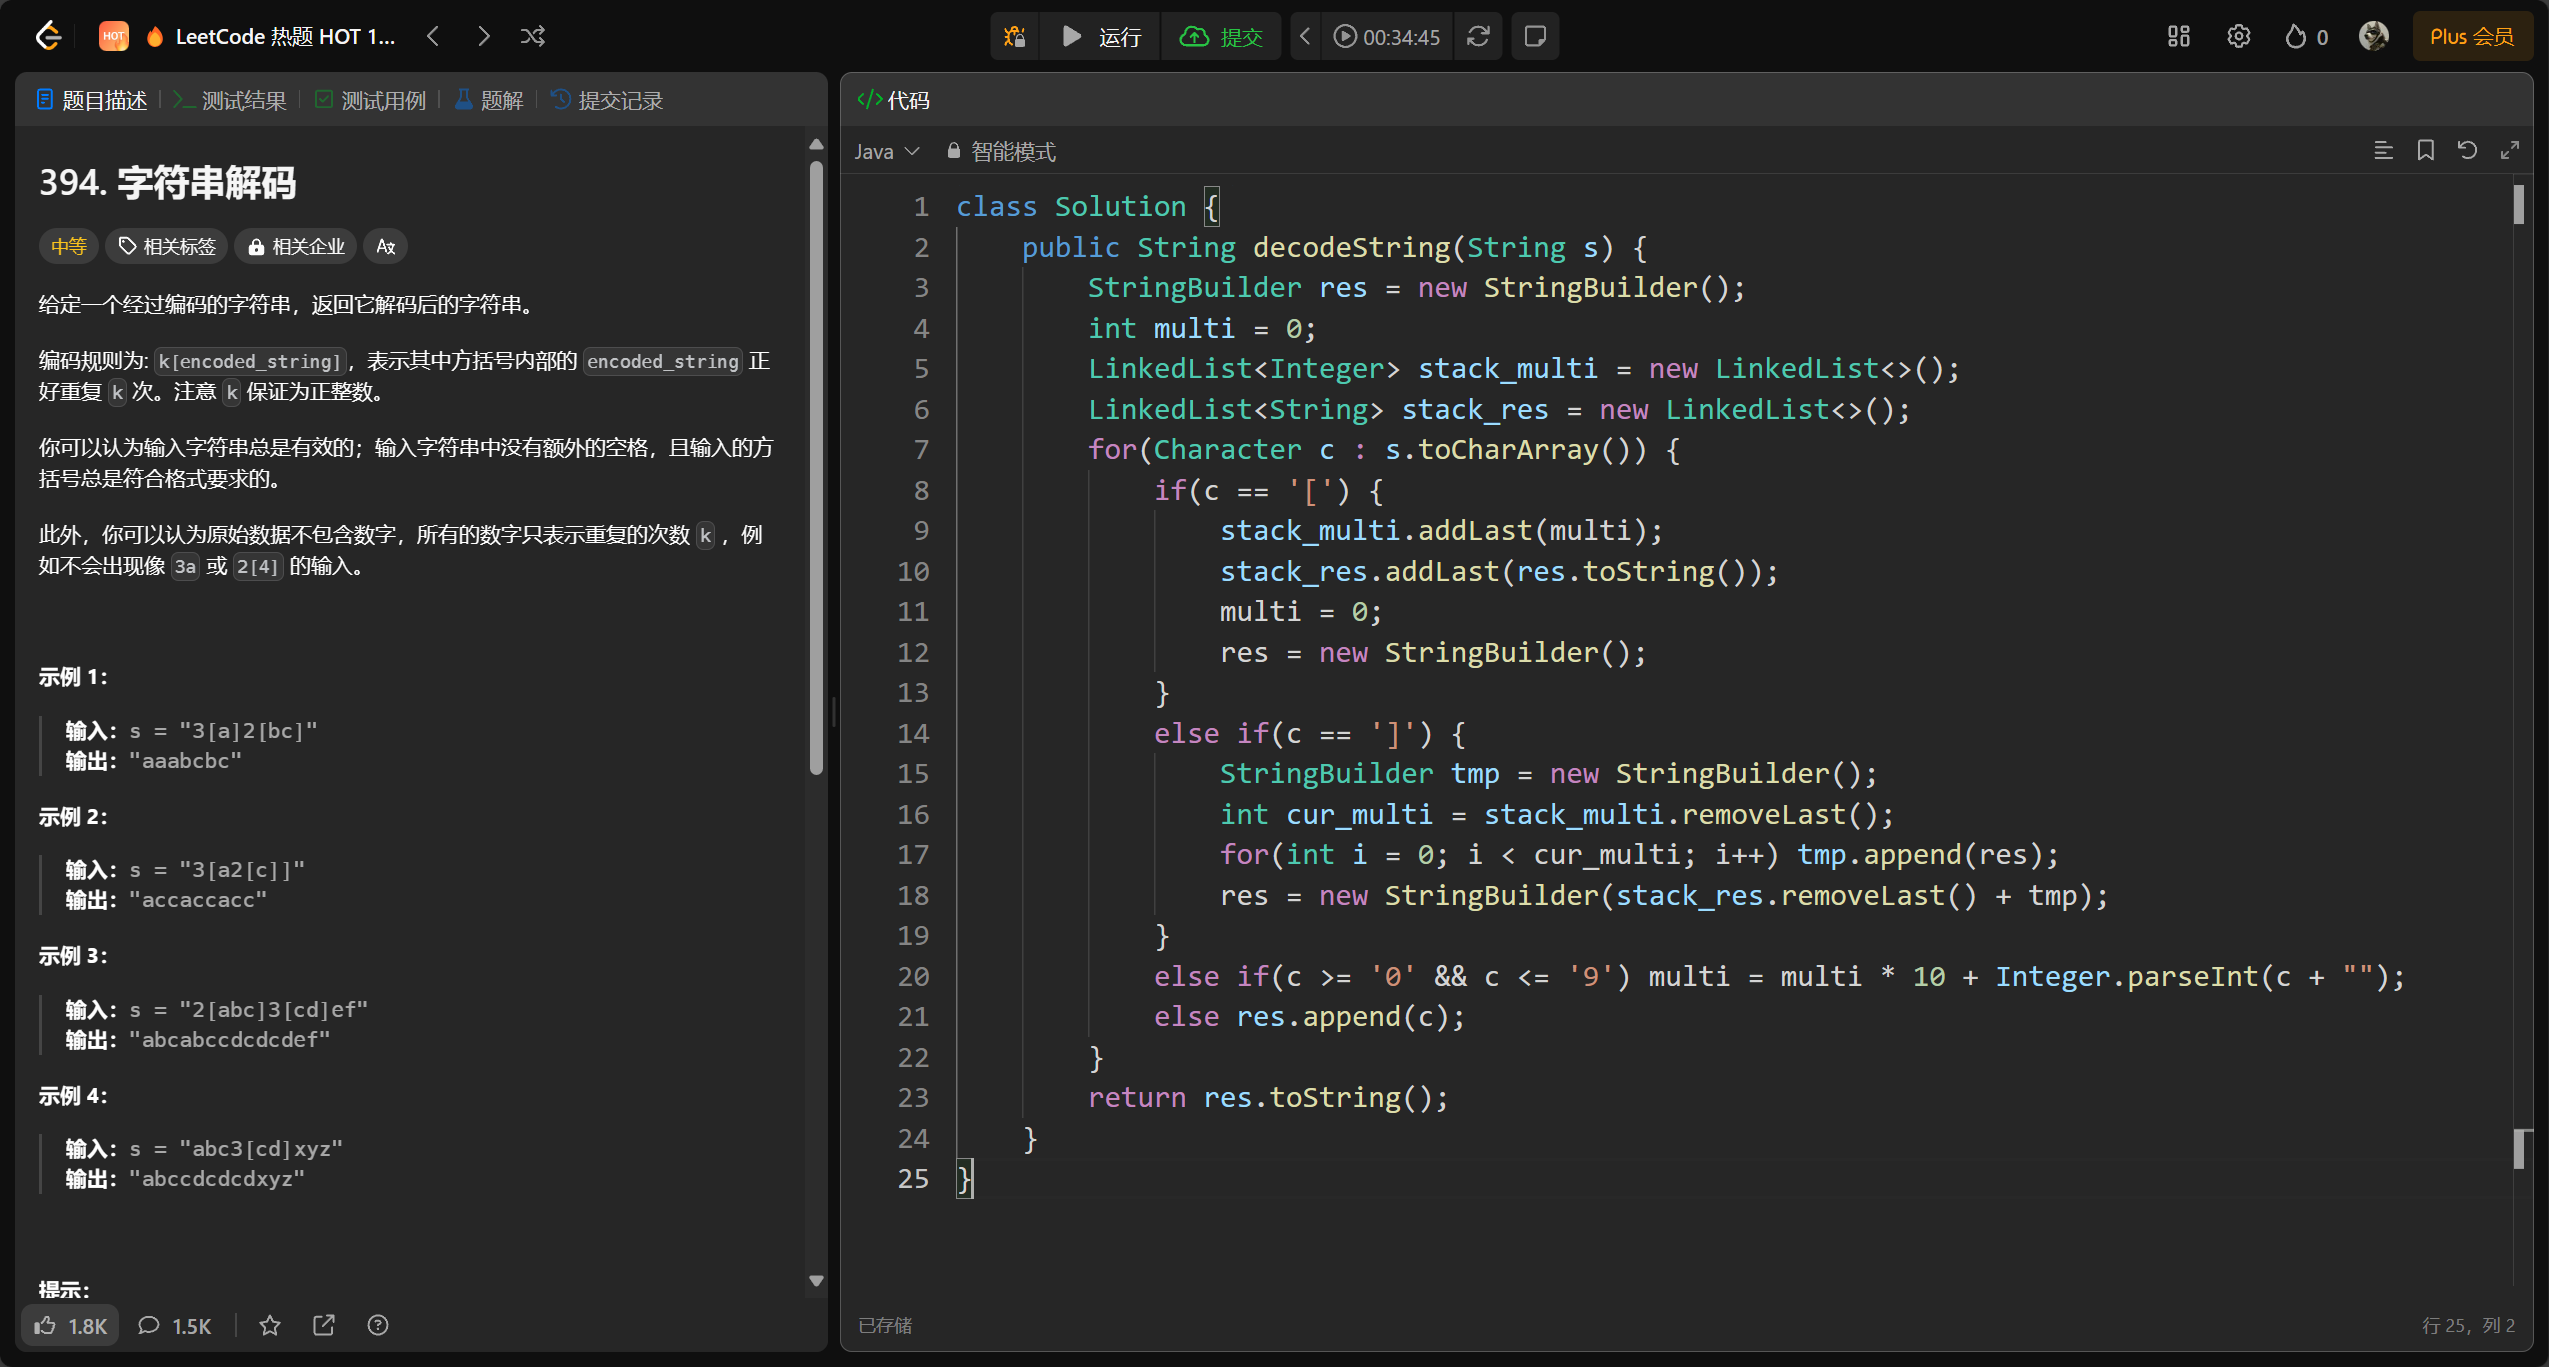 HOT LeetCode 热题 HOT 1... 运行 提交 00:34:45 0 Plus 会员
题目描述 测试结果 测试用例 题解 提交记录
394. 字符串解码
中等 相关标签 相关企业
给定一个经过编码的字符串，返回它解码后的字符串。
编码规则为: k[encoded_string]，表示其中方括号内部的 encoded_string 正
好重复 k 次。注意 k 保证为正整数。
你可以认为输入字符串总是有效的；输入字符串中没有额外的空格，且输入的方
括号总是符合格式要求的。
此外，你可以认为原始数据不包含数字，所有的数字只表示重复的次数 k ，例
如不会出现像 3a 或 2[4] 的输入。
示例 1：
输入：s = "3[a]2[bc]"
输出："aaabcbc"
示例 2：
输入：s = "3[a2[c]]"
输出："accaccacc"
示例 3：
输入：s = "2[abc]3[cd]ef"
输出："abcabccdcdcdef"
示例 4：
输入：s = "abc3[cd]xyz"
输出："abccdcdcdxyz"
提示：
1.8K 1.5K
</> 代码
Java 智能模式
1 class Solution {
2     public String decodeString(String s) {
3         StringBuilder res = new StringBuilder();
4         int multi = 0;
5         LinkedList<Integer> stack_multi = new LinkedList<>();
6         LinkedList<String> stack_res = new LinkedList<>();
7         for(Character c : s.toCharArray()) {
8             if(c == '[') {
9                 stack_multi.addLast(multi);
10                 stack_res.addLast(res.toString());
11                 multi = 0;
12                 res = new StringBuilder();
13             }
14             else if(c == ']') {
15                 StringBuilder tmp = new StringBuilder();
16                 int cur_multi = stack_multi.removeLast();
17                 for(int i = 0; i < cur_multi; i++) tmp.append(res);
18                 res = new StringBuilder(stack_res.removeLast() + tmp);
19             }
20             else if(c >= '0' && c <= '9') multi = multi * 10 + Integer.parseInt(c + "");
21             else res.append(c);
22         }
23         return res.toString();
24     }
25 }
已存储 行 25，列 2